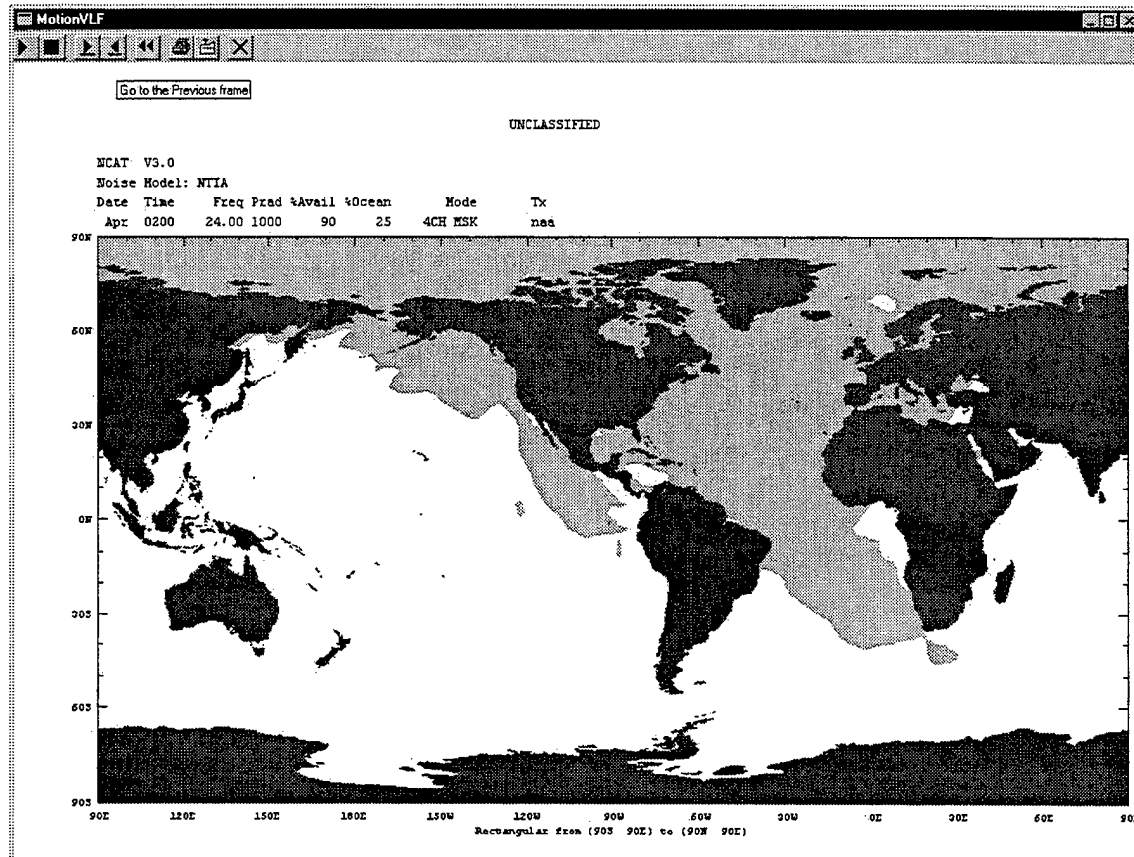 MotionVLF
Go to the Previous frame
UNCLASSIFIED
NCAT V3.0
Noise Model: NTIA
Date Time Freq Prad %Avail %Ocean Mode Tx
Apr 0200 24.00 1000 90 25 4CH MSK naa
90N
60N
30N
0N
30S
60S
90S
90E 120E 150E 180E 150W 120W 90W 60W 30W 0E 30E 60E 90E
Rectangular from (90S 90E) to (90N 90E)